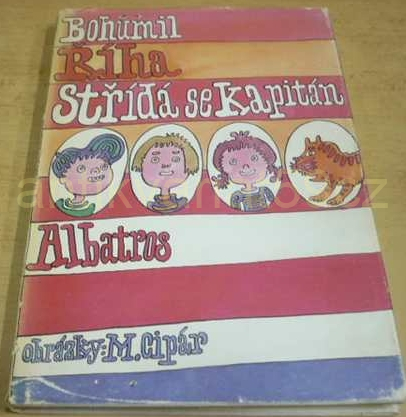 Bohumil
Říha
Střídá se Kapitán
Albatros
obrázky: M. Cipár